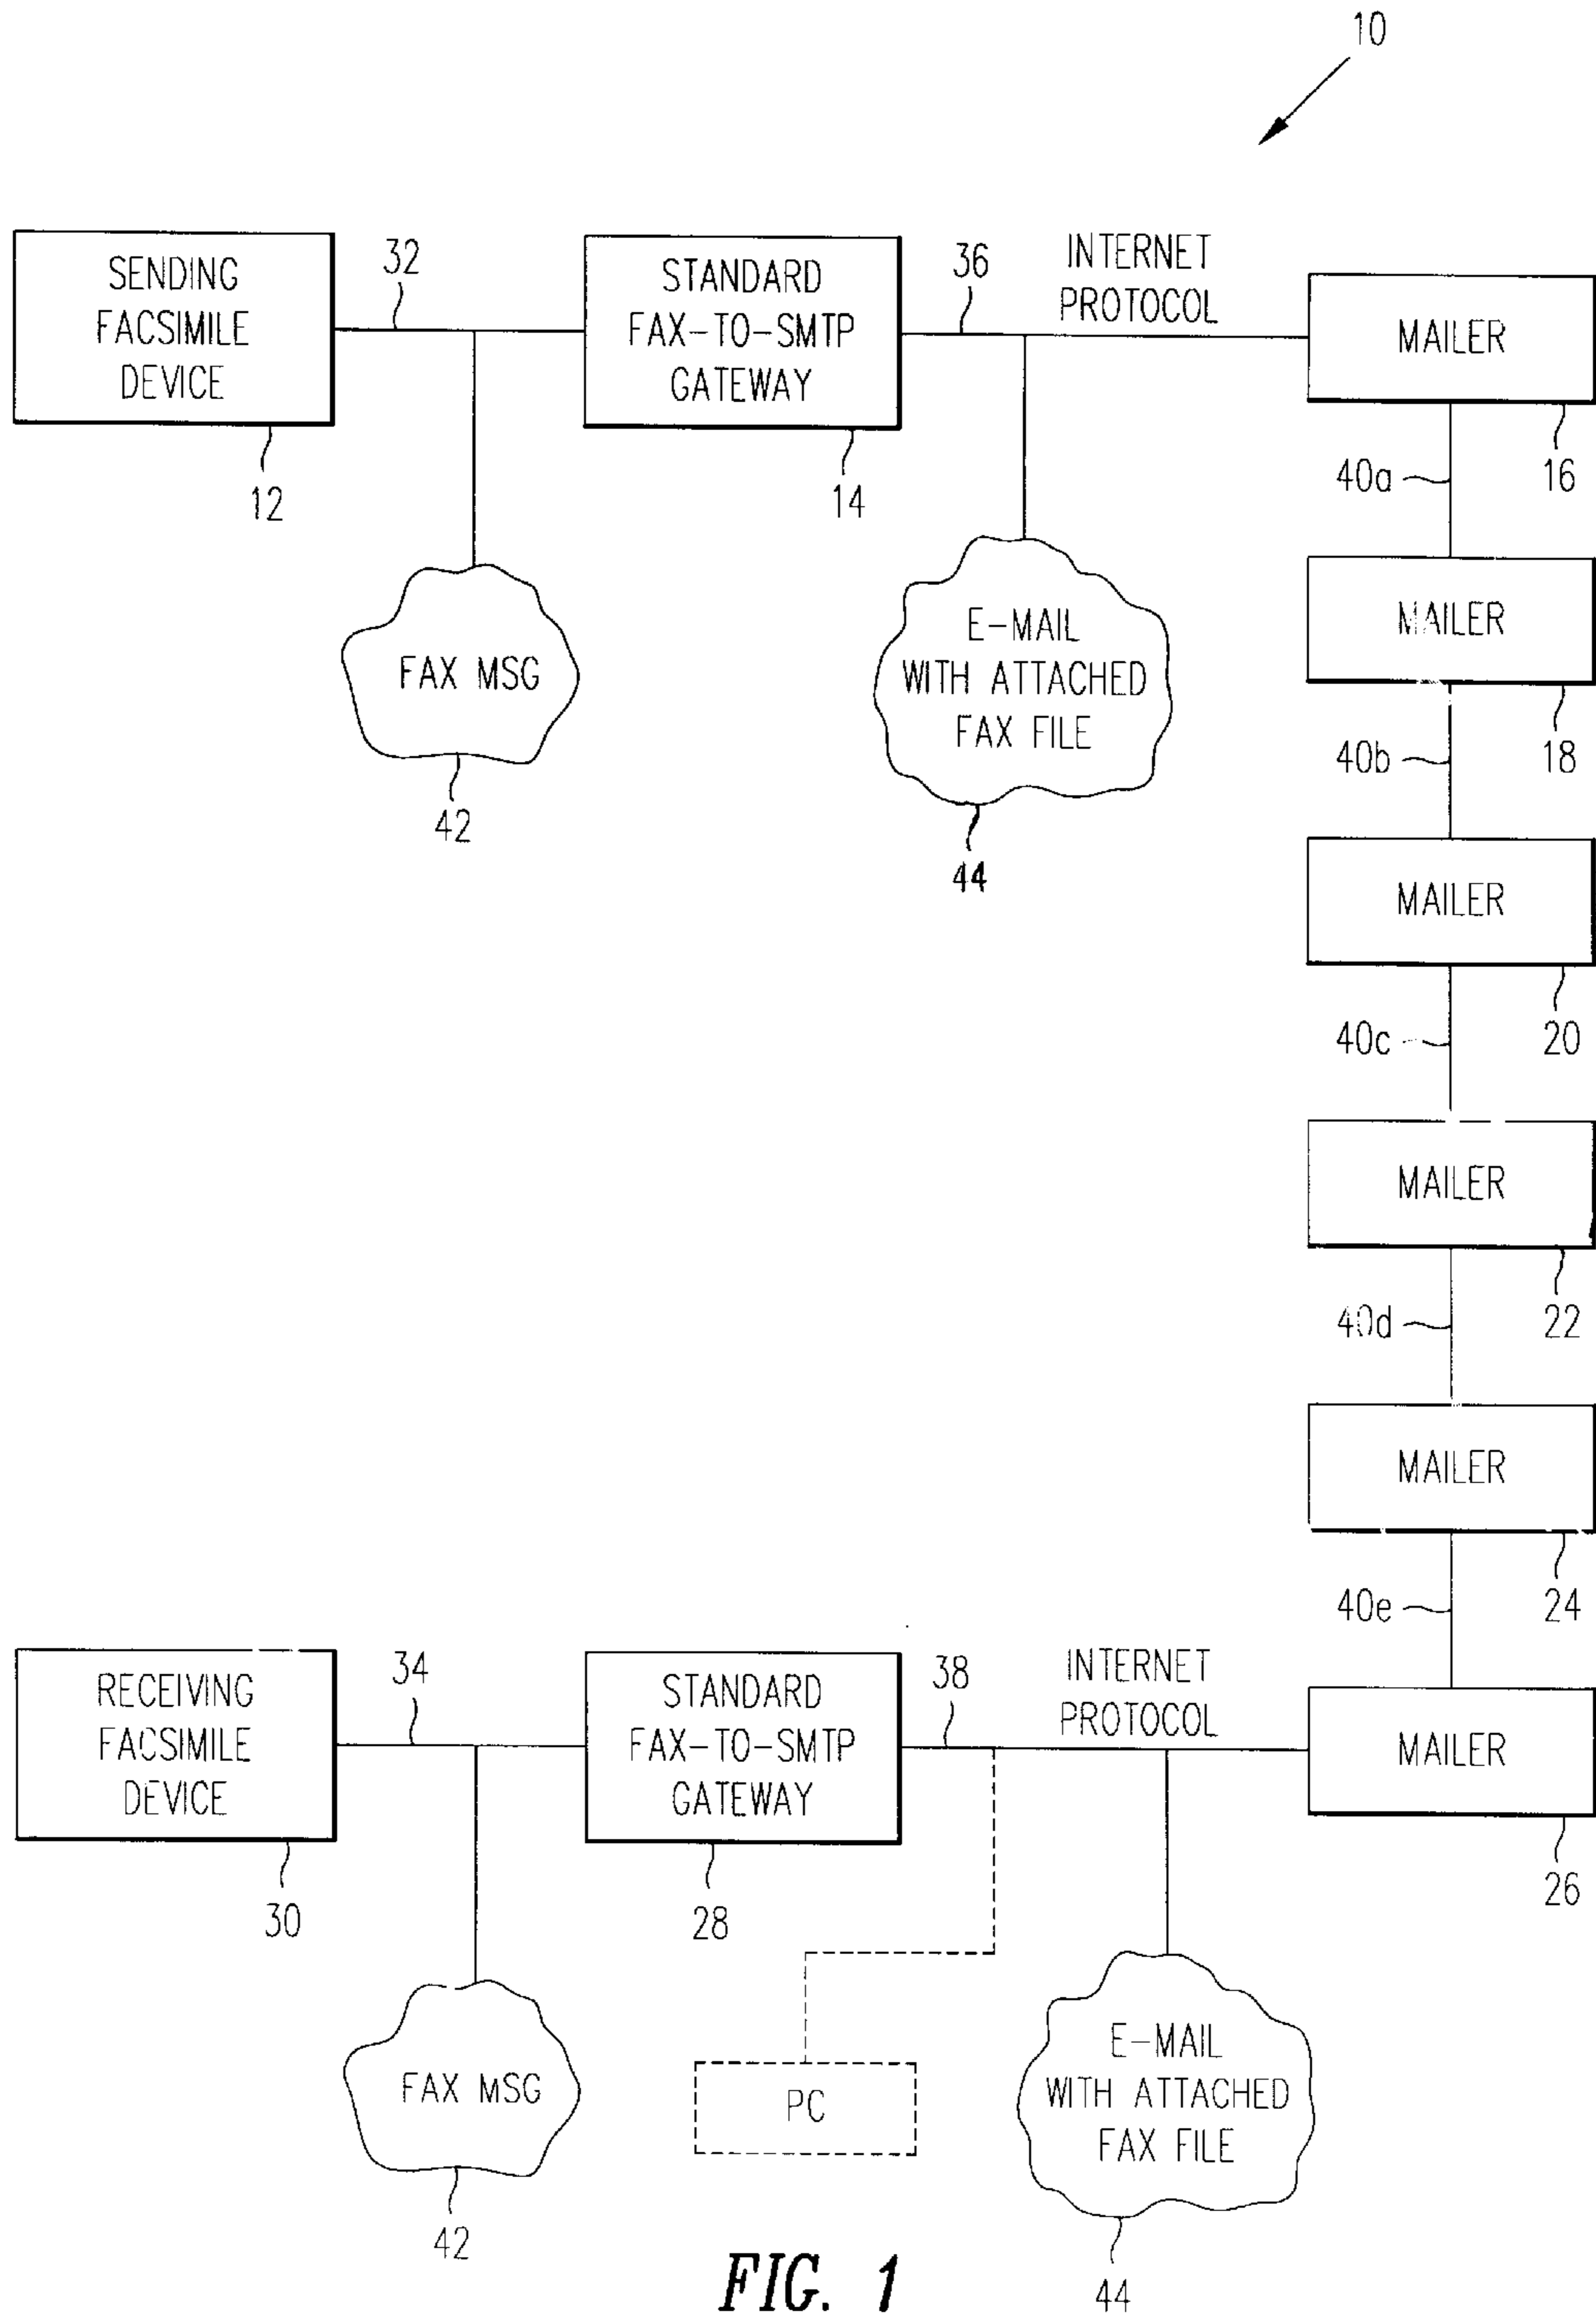 10
SENDING
FACSIMILE
DEVICE
12
32
STANDARD
FAX-TO-SMTP
GATEWAY
14
36
INTERNET
PROTOCOL
MAILER
16
FAX MSG
42
E-MAIL
WITH ATTACHED
FAX FILE
44
40a
MAILER
18
40b
MAILER
20
40c
MAILER
22
40d
MAILER
24
40e
RECEIVING
FACSIMILE
DEVICE
30
34
STANDARD
FAX-TO-SMTP
GATEWAY
28
38
INTERNET
PROTOCOL
MAILER
26
FAX MSG
42
PC
E-MAIL
WITH ATTACHED
FAX FILE
44
FIG. 1